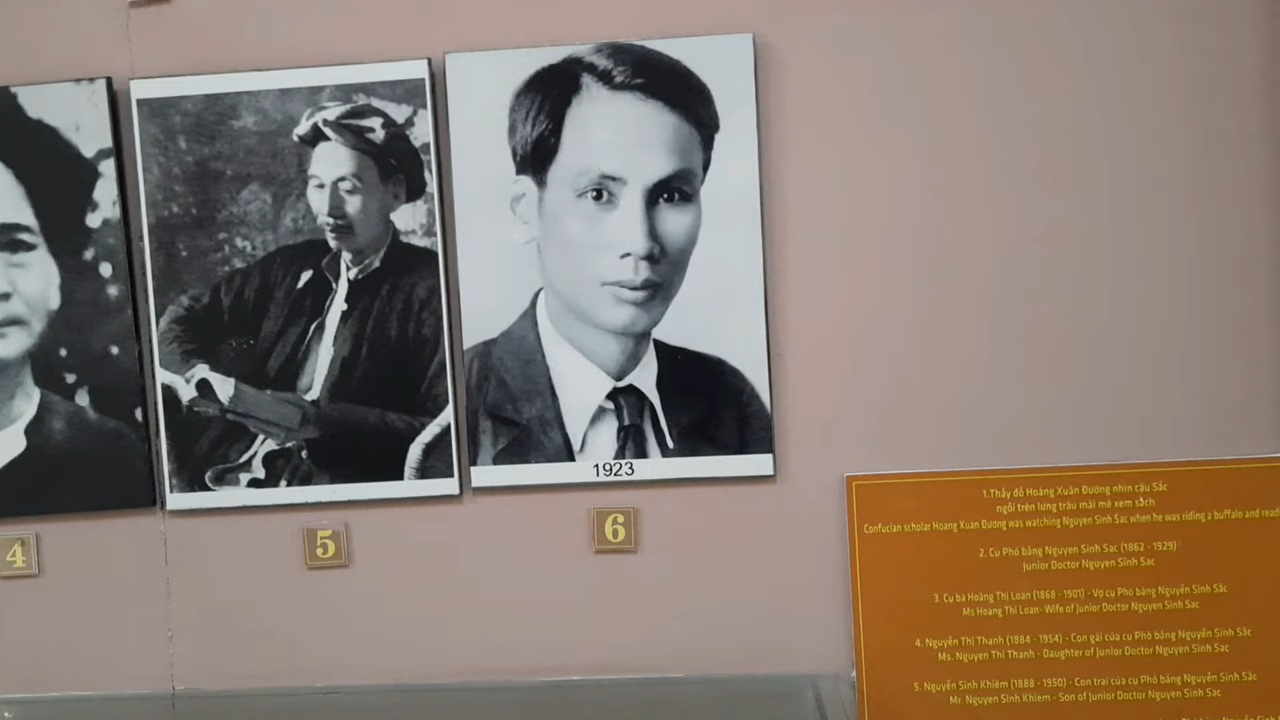 1923
4
5
6
1.Thầy đồ Hoàng Xuân Đường nhìn cậu Sắc
ngồi trên lưng trâu mải mê xem sách
Confucian scholar Hoang Xuan Duong was watching Nguyen Sinh Sac when he was riding a buffalo and
2. Cụ Phó bảng Nguyễn Sinh Sắc (1862 - 1929)
Junior Doctor Nguyen Sinh Sac
3. Cụ bà Hoàng Thị Loan (1868 - 1901) - Vợ cụ Phó bảng Nguyễn Sinh Sắc
Ms Hoang Thi Loan- Wife of Junior Doctor Nguyen Sinh Sac
4. Nguyễn Thị Thanh (1884 - 1954) - Con gái của cụ Phó bảng Nguyễn Sinh Sắc
Ms. Nguyen Thi Thanh - Daughter of Junior Doctor Nguyen Sinh Sac
5. Nguyễn Sinh Khiêm (1888 - 1950) - Con trai của cụ Phó bảng Nguyễn Sinh Sắc
Mr. Nguyen Sinh Khiem - Son of Junior Doctor Nguyen Sinh Sac